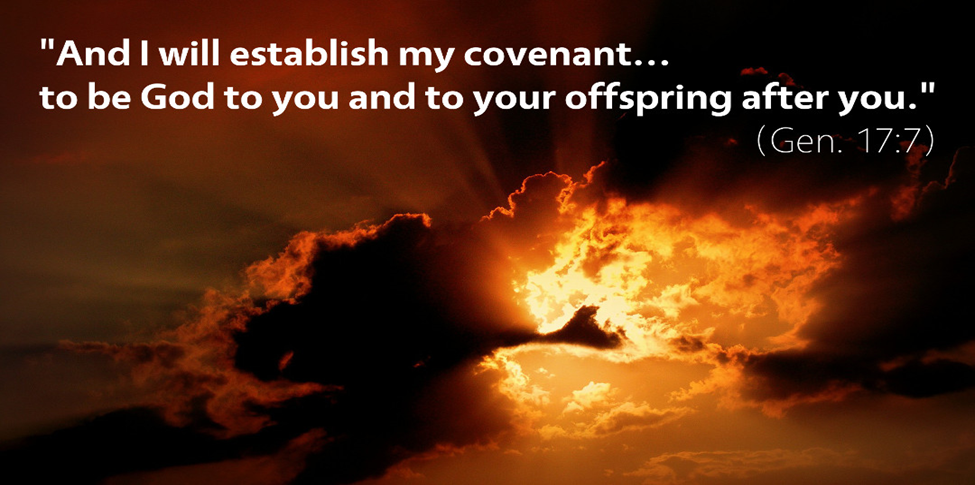 "And I will establish my covenant...
to be God to you and to your offspring after you."
(Gen. 17:7)